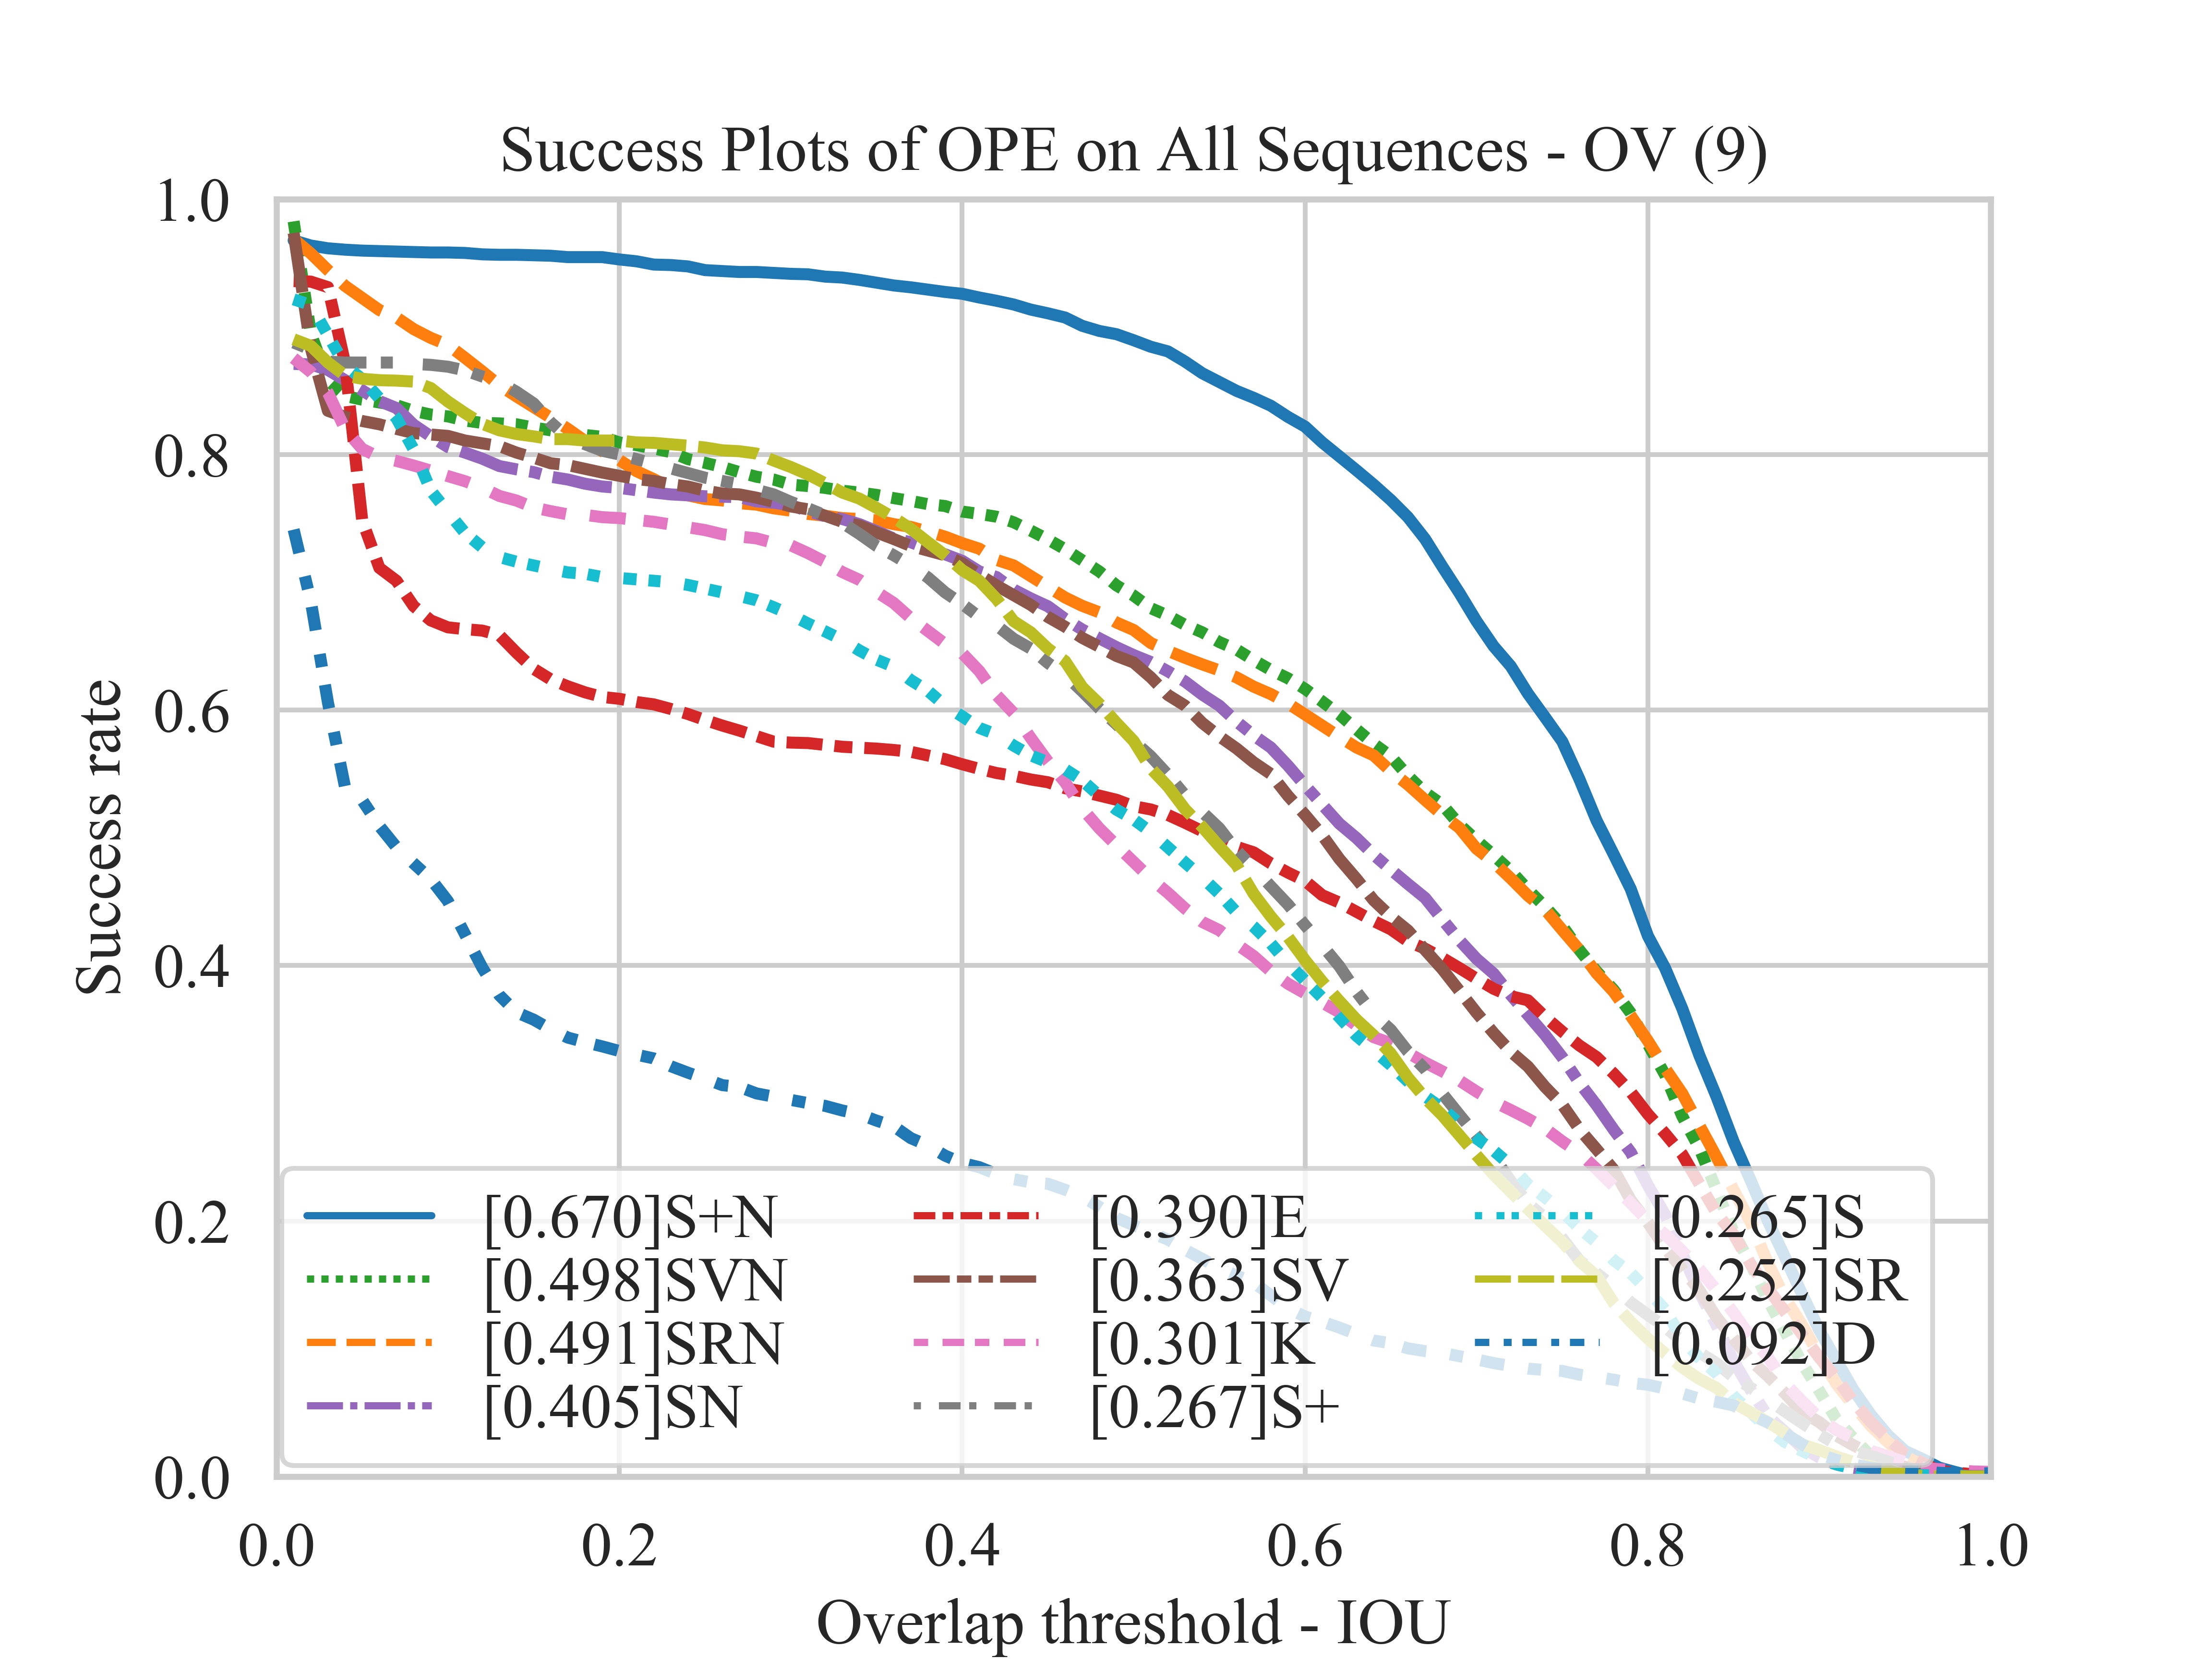 Success Plots of OPE on All Sequences - OV (9)
1.0
0.8
0.6
0.4
0.2
0.0
Success rate
[0.670]S+N
[0.498]SVN
[0.491]SRN
[0.405]SN
[0.390]E
[0.363]SV
[0.301]K
[0.267]S+
[0.265]S
[0.252]SR
[0.092]D
0.0 0.2 0.4 0.6 0.8 1.0
Overlap threshold - IOU